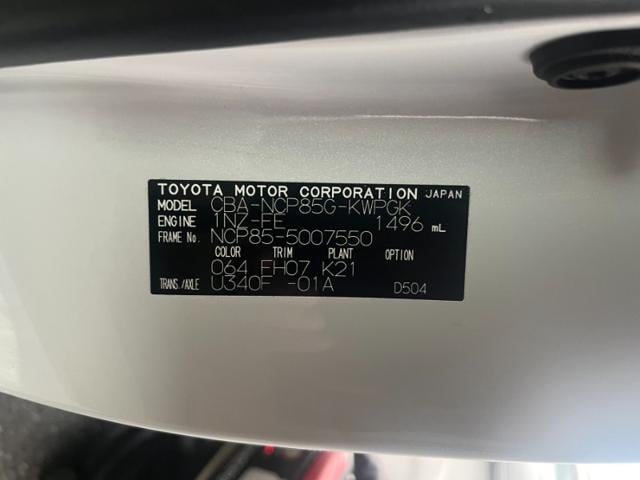 TOYOTA MOTOR CORPORATION JAPAN
MODEL CBA-NCP85G-KWPGK
ENGINE 1NZ-FE 1496 mL
FRAME No. NCP85-5007550
COLOR TRIM PLANT OPTION
064 FH07 K21
TRANS./AXLE U340F -01A D504